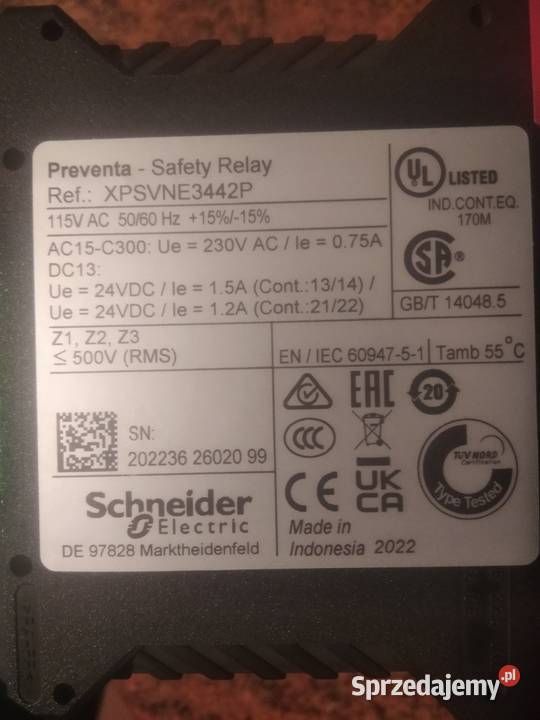 Preventa - Safety Relay
Ref.: XPSVNE3442P
115V AC 50/60 Hz +15%/-15%
AC15-C300: Ue = 230V AC / Ie = 0.75A
DC13:
Ue = 24VDC / Ie = 1.5A (Cont.:13/14) /
Ue = 24VDC / Ie = 1.2A (Cont.:21/22)
UL LISTED
IND.CONT.EQ.
170M
SA®
GB/T 14048.5
Z1, Z2, Z3
≤ 500V (RMS)
EN / IEC 60947-5-1 Tamb 55°C
EAC 20
CCC
SN:
202236 26020 99
TÜV NORD
Certification
Type Tested
CE UK
CA
Schneider
Electric
DE 97828 Marktheidenfeld
Made in
Indonesia 2022
Sprzedajemy.pl